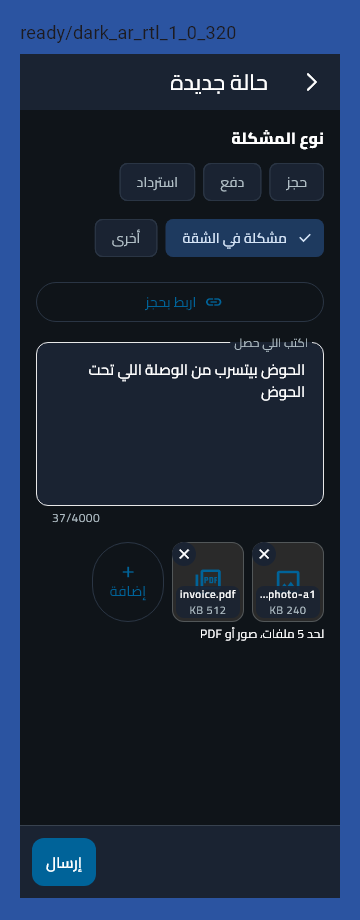 ready/dark_ar_rtl_1_0_320
حالة جديدة
نوع المشكلة
حجز
دفع
استرداد
مشكلة في الشقة
أخرى
اربط بحجز
اكتب اللي حصل
الحوض بيتسرب من الوصلة اللي تحت
الحوض
37/4000
...photo-a1
240 KB
PDF
invoice.pdf
512 KB
إضافة
لحد 5 ملفات، صور أو PDF
إرسال